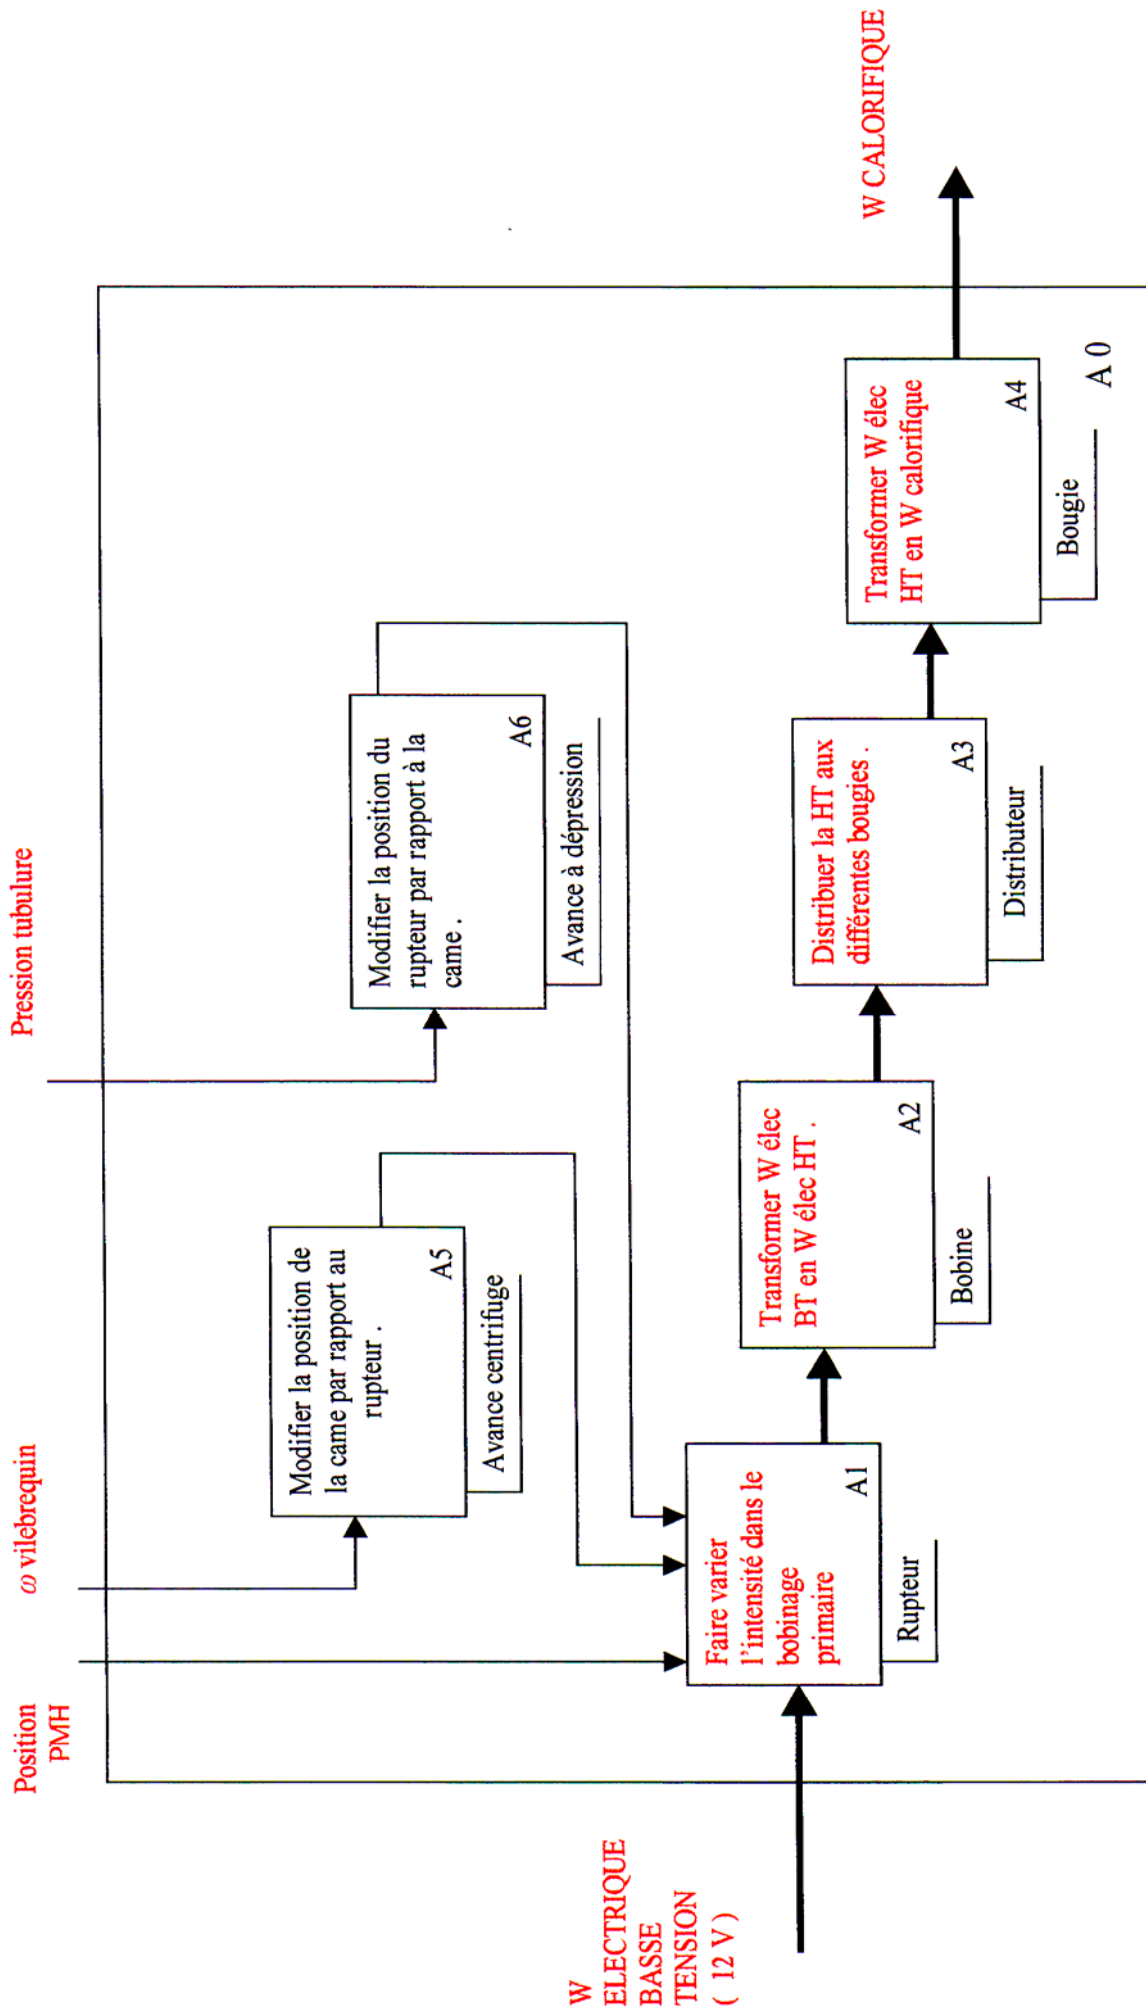 Position
PMH
ω vilebrequin
Pression tubulure
Modifier la position de
la came par rapport au
rupteur .
A5
Avance centrifuge
Modifier la position du
rupteur par rapport à la
came .
A6
Avance à dépression
W
ELECTRIQUE
BASSE
TENSION
( 12 V )
Faire varier
l'intensité dans le
bobinage
primaire
A1
Rupteur
Transformer W élec
BT en W élec HT .
A2
Bobine
Distribuer la HT aux
différentes bougies .
A3
Distributeur
Transformer W élec
HT en W calorifique
A4
Bougie
A 0
W CALORIFIQUE